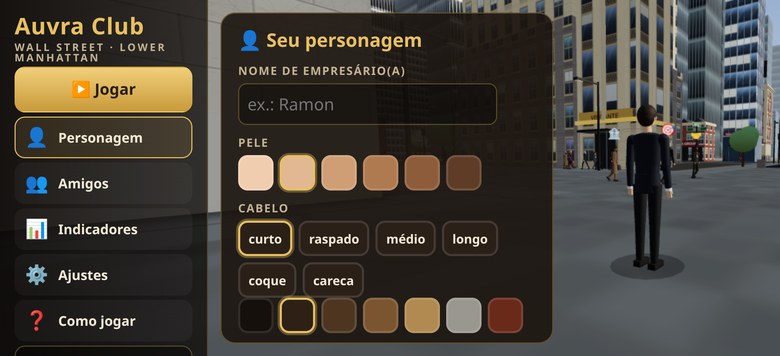 Auvra Club
WALL STREET · LOWER
MANHATTAN
Jogar
Personagem
Amigos
Indicadores
Ajustes
Como jogar
Seu personagem
NOME DE EMPRESÁRIO(A)
ex.: Ramon
PELE
CABELO
curto
raspado
médio
longo
coque
careca